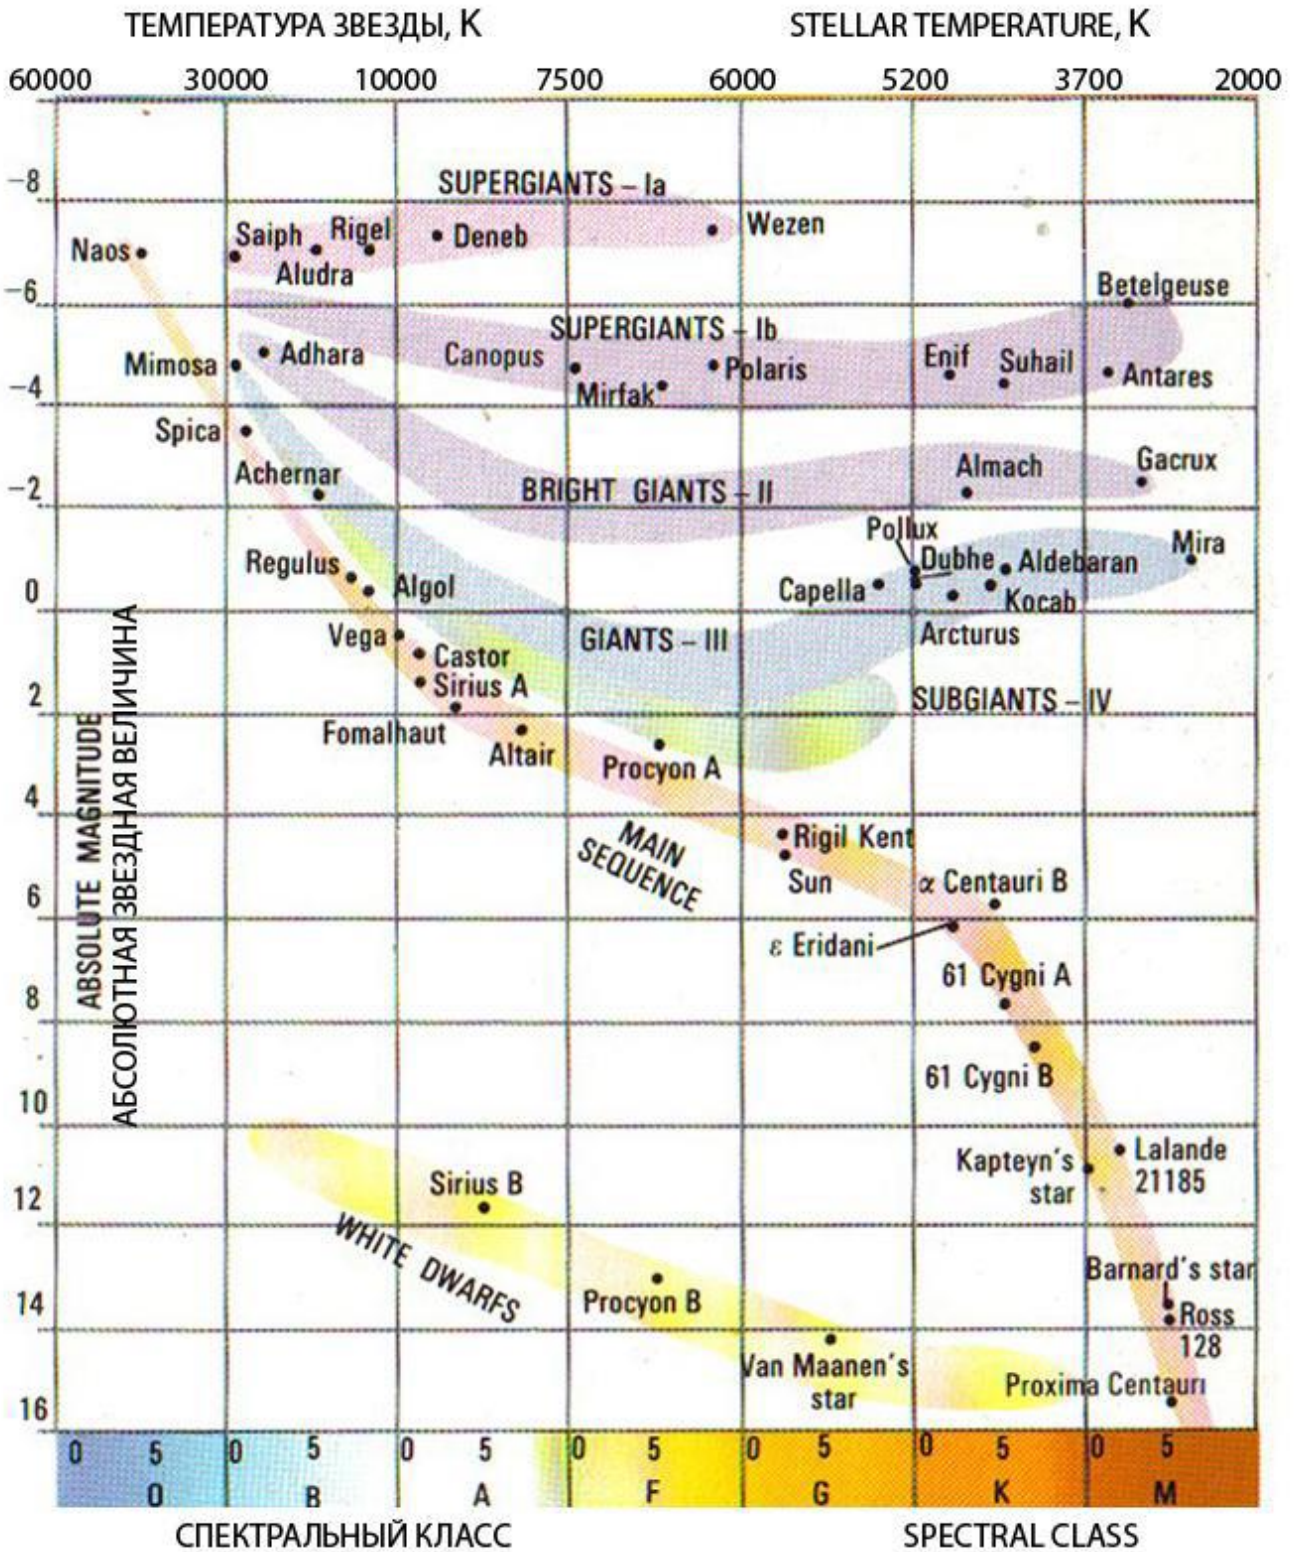 ТЕМПЕРАТУРА ЗВЕЗДЫ, К STELLAR TEMPERATURE, К
60000 30000 10000 7500 6000 5200 3700 2000
-8
SUPERGIANTS - Ia
Wezen
Saiph Rigel
Deneb
Naos
Aludra
-6
Betelgeuse
SUPERGIANTS - Ib
Mimosa
Adhara
Canopus
Polaris
Enif
Suhail
Antares
-4
Mirfak
Spica
Achernar
Almach
Gacrux
-2
BRIGHT GIANTS - II
Pollux
Dubhe
Aldebaran
Mira
Regulus
Algol
Capella
Kocab
0
Vega
GIANTS - III
Arcturus
Castor
Sirius A
2
SUBGIANTS - IV
Fomalhaut
Altair
Procyon A
4
MAIN
SEQUENCE
Rigil Kent
Sun
α Centauri B
6
ε Eridani
61 Cygni A
8
61 Cygni B
10
ABSOLUTE MAGNITUDE
АБСОЛЮТНАЯ ЗВЕЗДНАЯ ВЕЛИЧИНА
Kapteyn's
star
Lalande
21185
12
Sirius B
WHITE DWARFS
Barnard's star
14
Procyon B
Ross
128
Van Maanen's
star
Proxima Centauri
16
0 5 0 5 0 5 0 5 0 5 0 5 0 5
O B A F G K M
СПЕКТРАЛЬНЫЙ КЛАСС SPECTRAL CLASS